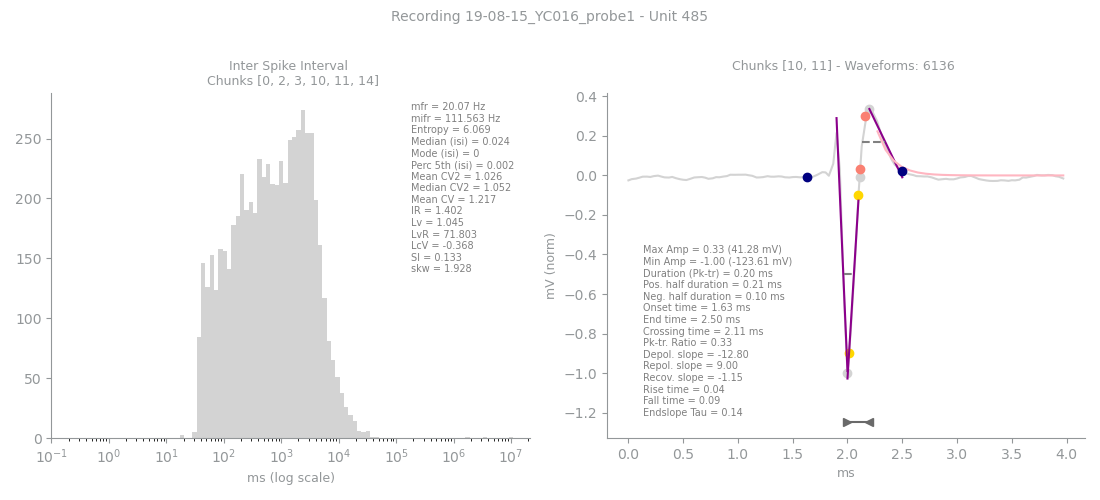 Recording 19-08-15_YC016_probe1 - Unit 485
Inter Spike Interval
Chunks [0, 2, 3, 10, 11, 14]
mfr = 20.07 Hz
mifr = 111.563 Hz
Entropy = 6.069
Median (isi) = 0.024
Mode (isi) = 0
Perc 5th (isi) = 0.002
Mean CV2 = 1.026
Median CV2 = 1.052
Mean CV = 1.217
IR = 1.402
Lv = 1.045
LvR = 71.803
LcV = -0.368
SI = 0.133
skw = 1.928
250
200
150
100
50
0
10⁻¹ 10⁰ 10¹ 10² 10³ 10⁴ 10⁵ 10⁶ 10⁷
ms (log scale)
Chunks [10, 11] - Waveforms: 6136
0.4
0.2
0.0
−0.2
−0.4
−0.6
−0.8
−1.0
−1.2
mV (norm)
Max Amp = 0.33 (41.28 mV)
Min Amp = -1.00 (-123.61 mV)
Duration (Pk-tr) = 0.20 ms
Pos. half duration = 0.21 ms
Neg. half duration = 0.10 ms
Onset time = 1.63 ms
End time = 2.50 ms
Crossing time = 2.11 ms
Pk-tr. Ratio = 0.33
Depol. slope = -12.80
Repol. slope = 9.00
Recov. slope = -1.15
Rise time = 0.04
Fall time = 0.09
Endslope Tau = 0.14
0.0 0.5 1.0 1.5 2.0 2.5 3.0 3.5 4.0
ms